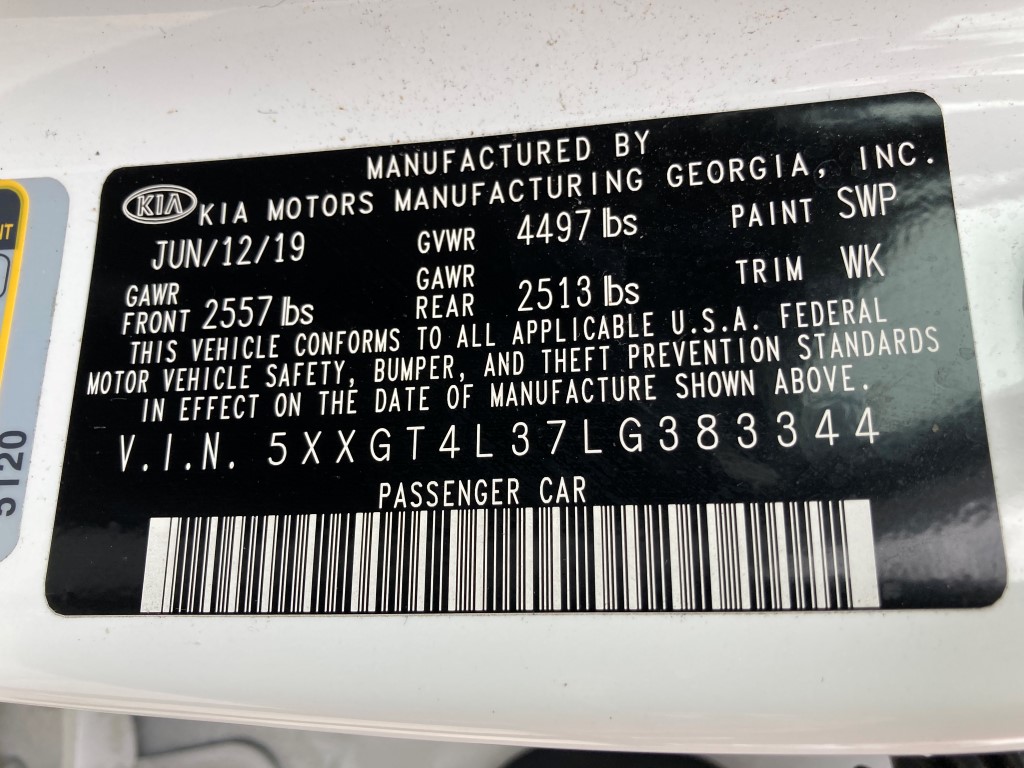 MANUFACTURED BY
KIA KIA MOTORS MANUFACTURING GEORGIA, INC.
JUN/12/19 GVWR 4497 lbs PAINT SWP
GAWR FRONT 2557 lbs GAWR REAR 2513 lbs TRIM WK
THIS VEHICLE CONFORMS TO ALL APPLICABLE U.S.A. FEDERAL
MOTOR VEHICLE SAFETY, BUMPER, AND THEFT PREVENTION STANDARDS
IN EFFECT ON THE DATE OF MANUFACTURE SHOWN ABOVE.
V.I.N. 5XXGT4L37LG383344
PASSENGER CAR